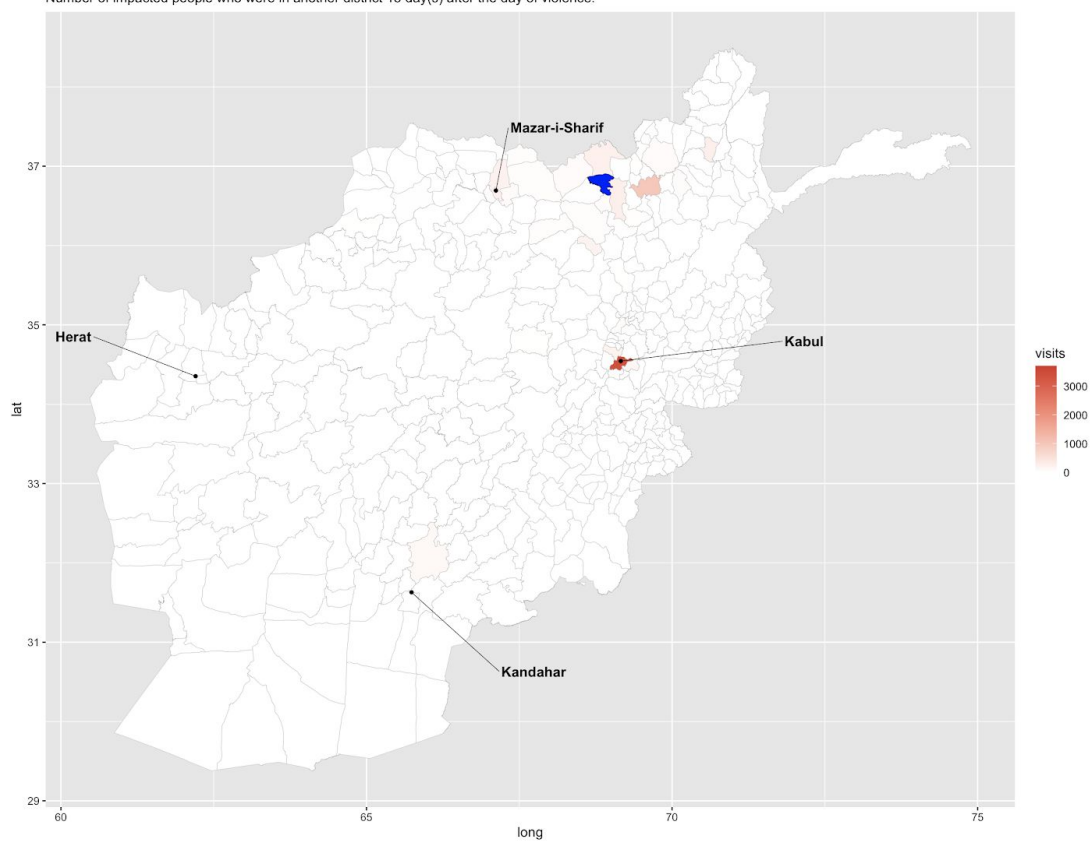 Number of impacted people who were in another district 45 day(s) after the day of violence.
Mazar-i-Sharif
Herat
Kabul
Kandahar
37
35
33
31
29
lat
60
65
70
75
long
visits
3000
2000
1000
0